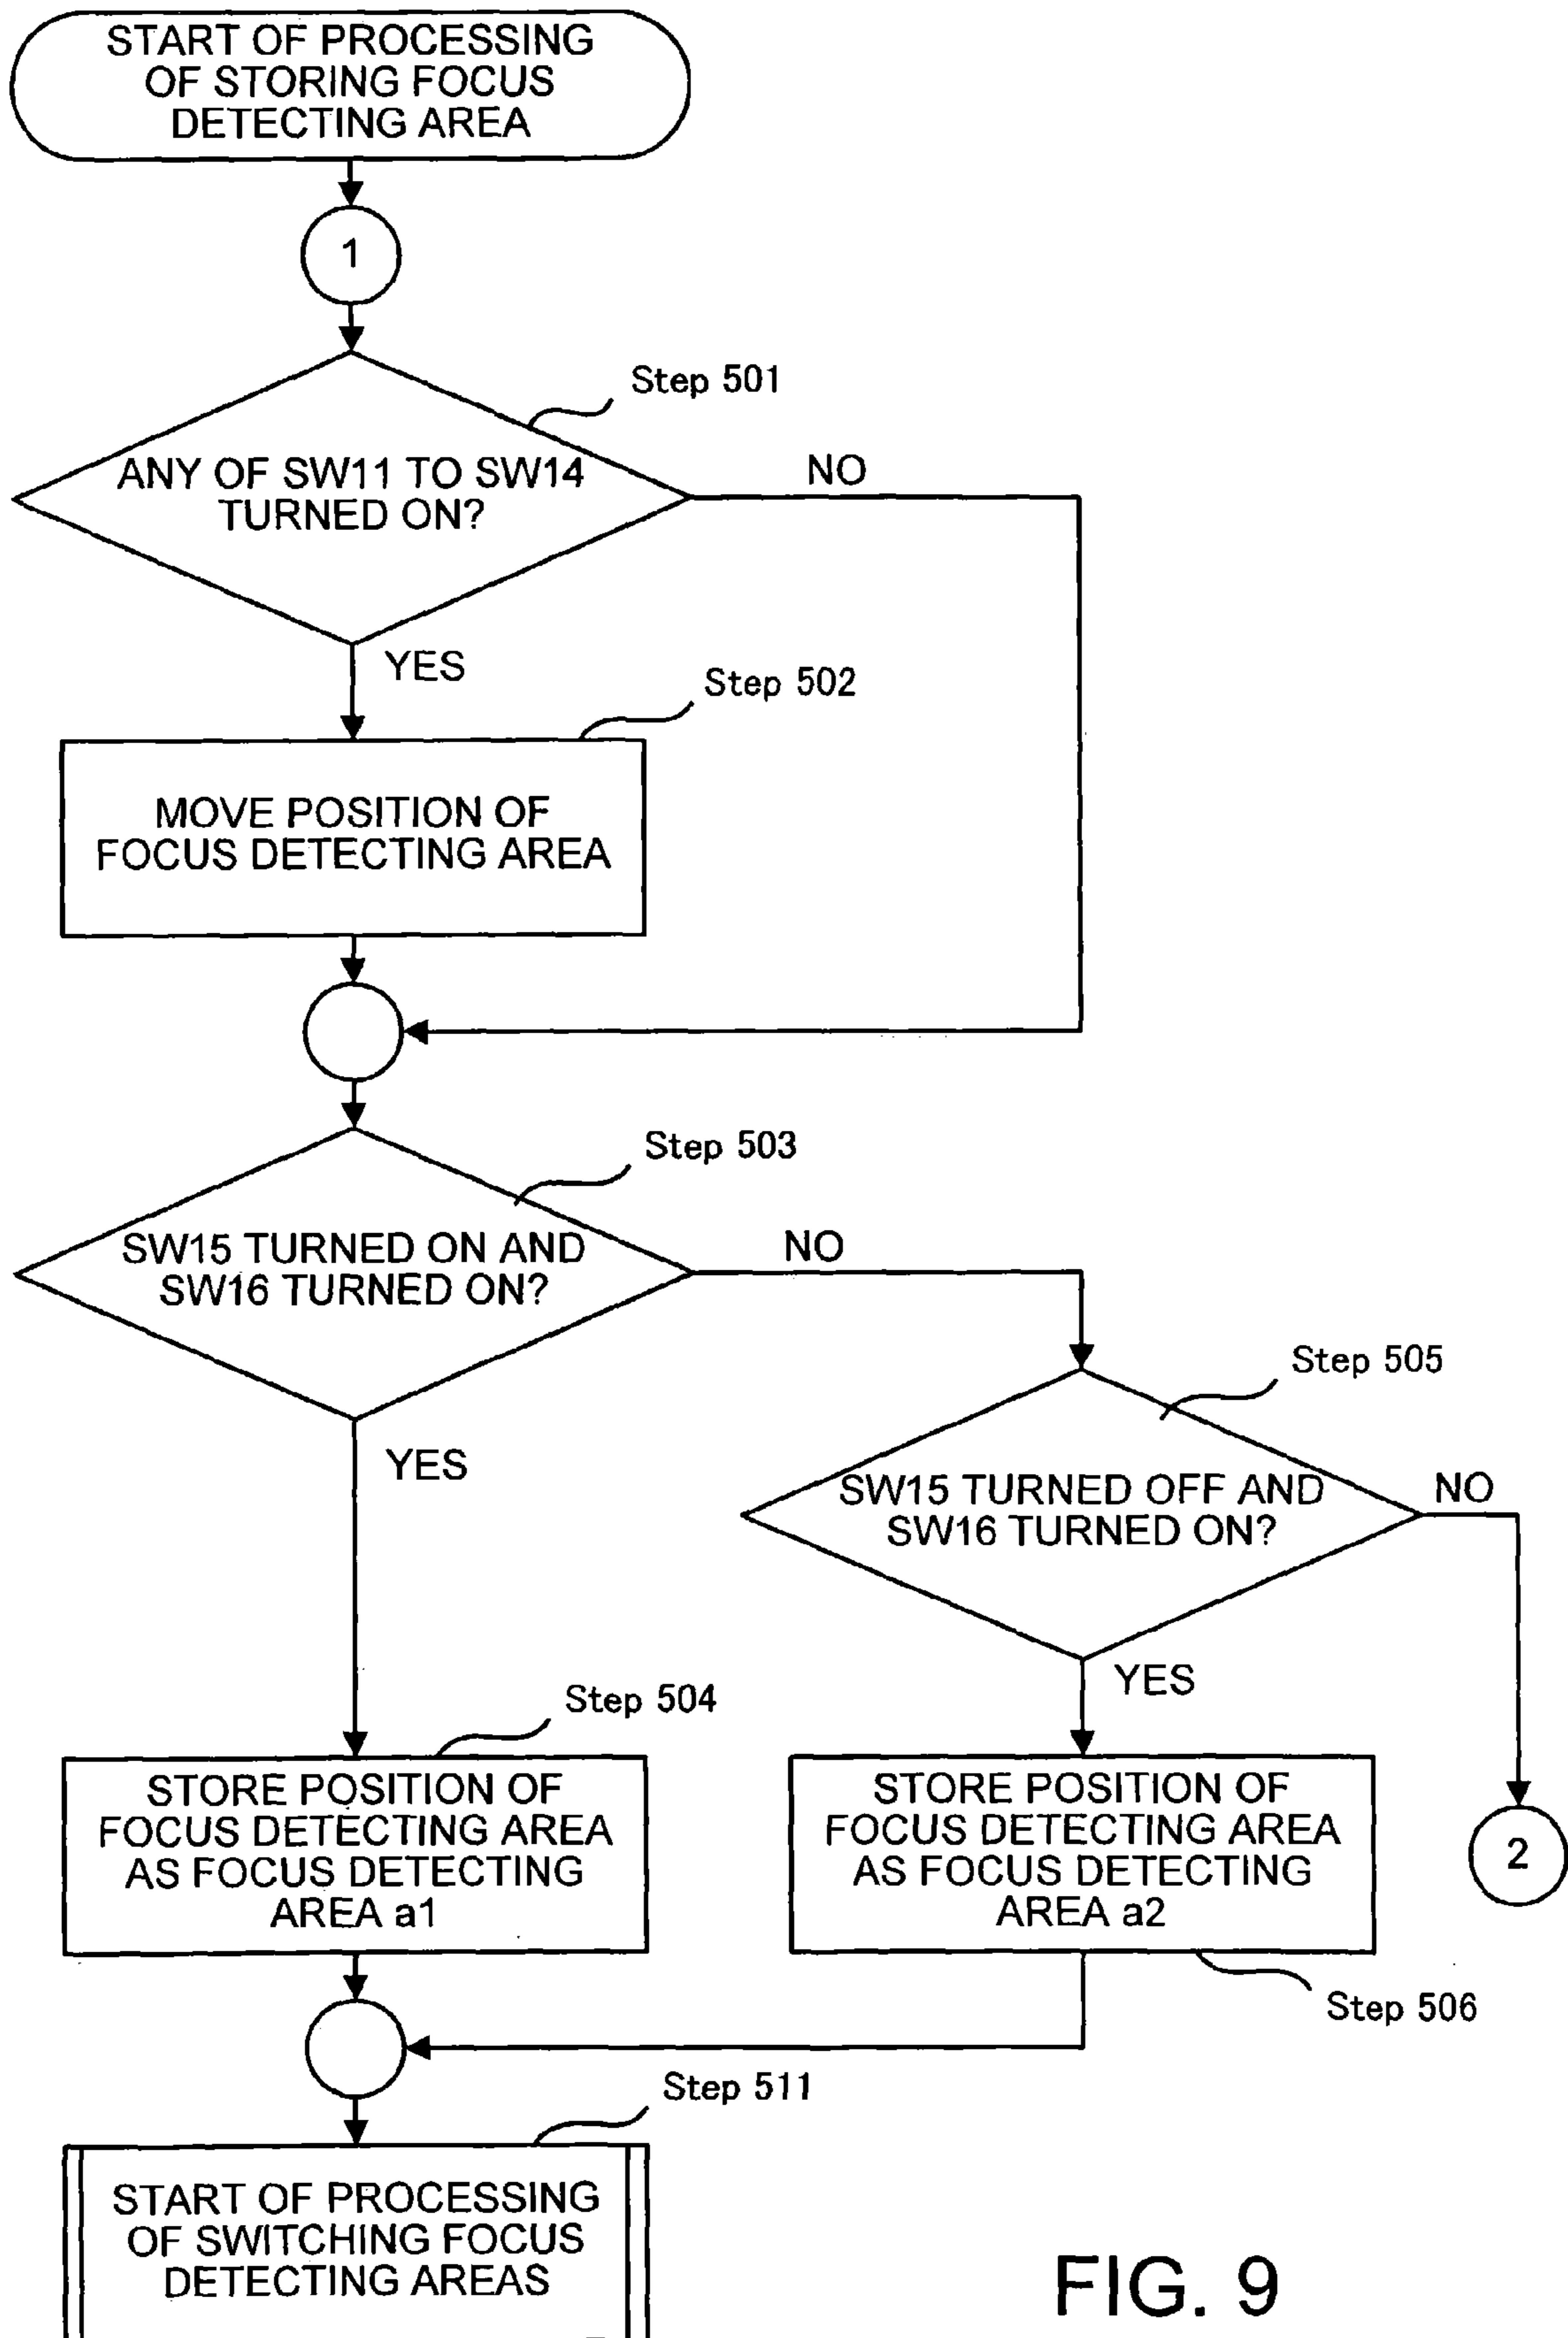 START OF PROCESSING
OF STORING FOCUS
DETECTING AREA
1
Step 501
ANY OF SW11 TO SW14
TURNED ON?
NO
YES
Step 502
MOVE POSITION OF
FOCUS DETECTING AREA
Step 503
SW15 TURNED ON AND
SW16 TURNED ON?
NO
YES
Step 505
SW15 TURNED OFF AND
SW16 TURNED ON?
NO
YES
Step 504
STORE POSITION OF
FOCUS DETECTING AREA
AS FOCUS DETECTING
AREA a1
STORE POSITION OF
FOCUS DETECTING AREA
AS FOCUS DETECTING
AREA a2
2
Step 506
Step 511
START OF PROCESSING
OF SWITCHING FOCUS
DETECTING AREAS
FIG. 9